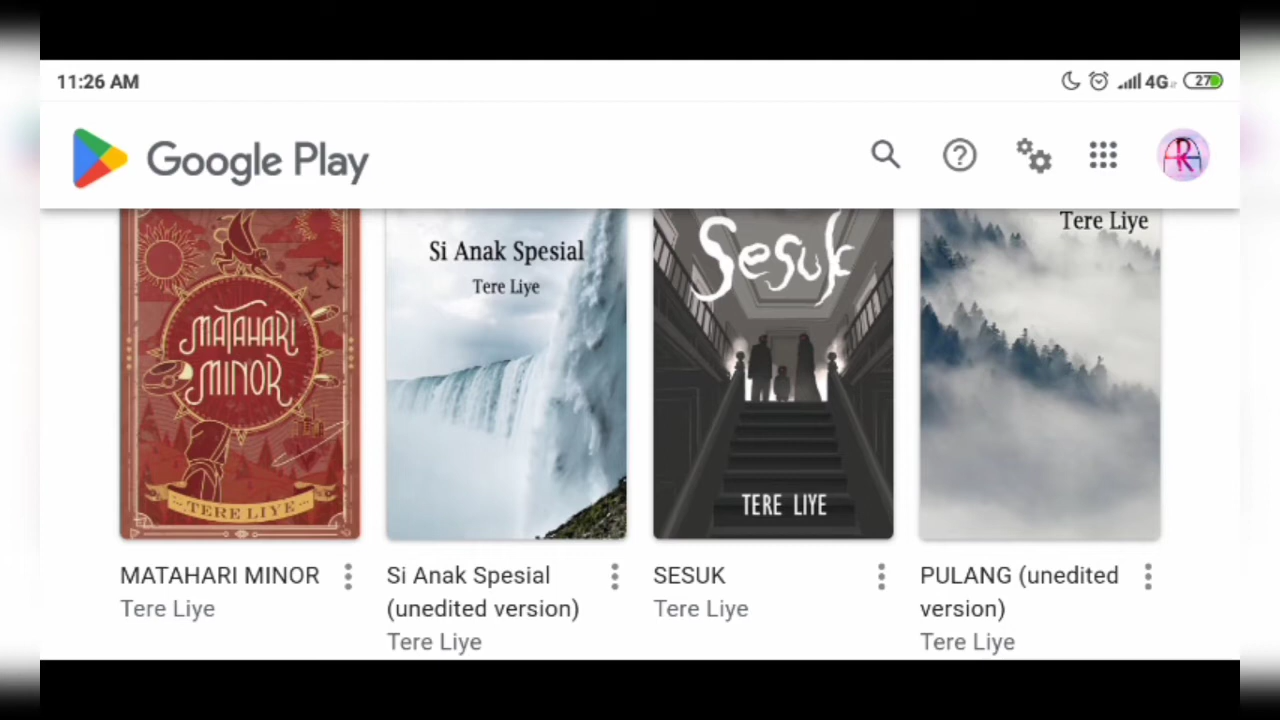 11:26 AM
4G
27
Google Play
MATAHARI
MINOR
TERE LIYE
Si Anak Spesial
Tere Liye
Sesuk
TERE LIYE
Tere Liye
MATAHARI MINOR
Tere Liye
Si Anak Spesial
(unedited version)
Tere Liye
SESUK
Tere Liye
PULANG (unedited
version)
Tere Liye